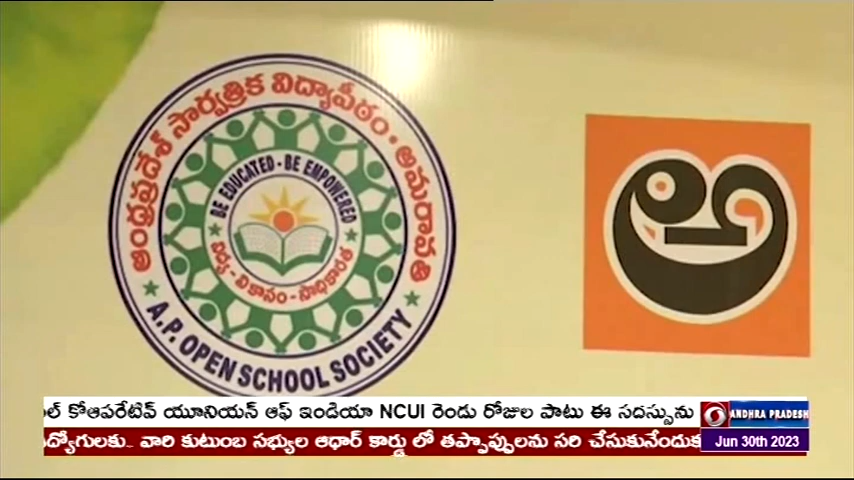 ఆంధ్రప్రదేశ్ సార్వత్రిక విద్యాపీఠం · అమరావతి
BE EDUCATED - BE EMPOWERED
విద్య - వికాసం - సాధికారత
A.P. OPEN SCHOOL SOCIETY
అ
కోఆపరేటివ్ యూనియన్ ఆఫ్ ఇండియా NCUI రెండు రోజుల పాటు ఈ సదస్సును
ANDHRA PRADESH
వారి కుటుంబ సభ్యుల ఆధార్ కార్డు లో తప్పొప్పులను సరి చేసుకునేందుక
Jun 30th 2023